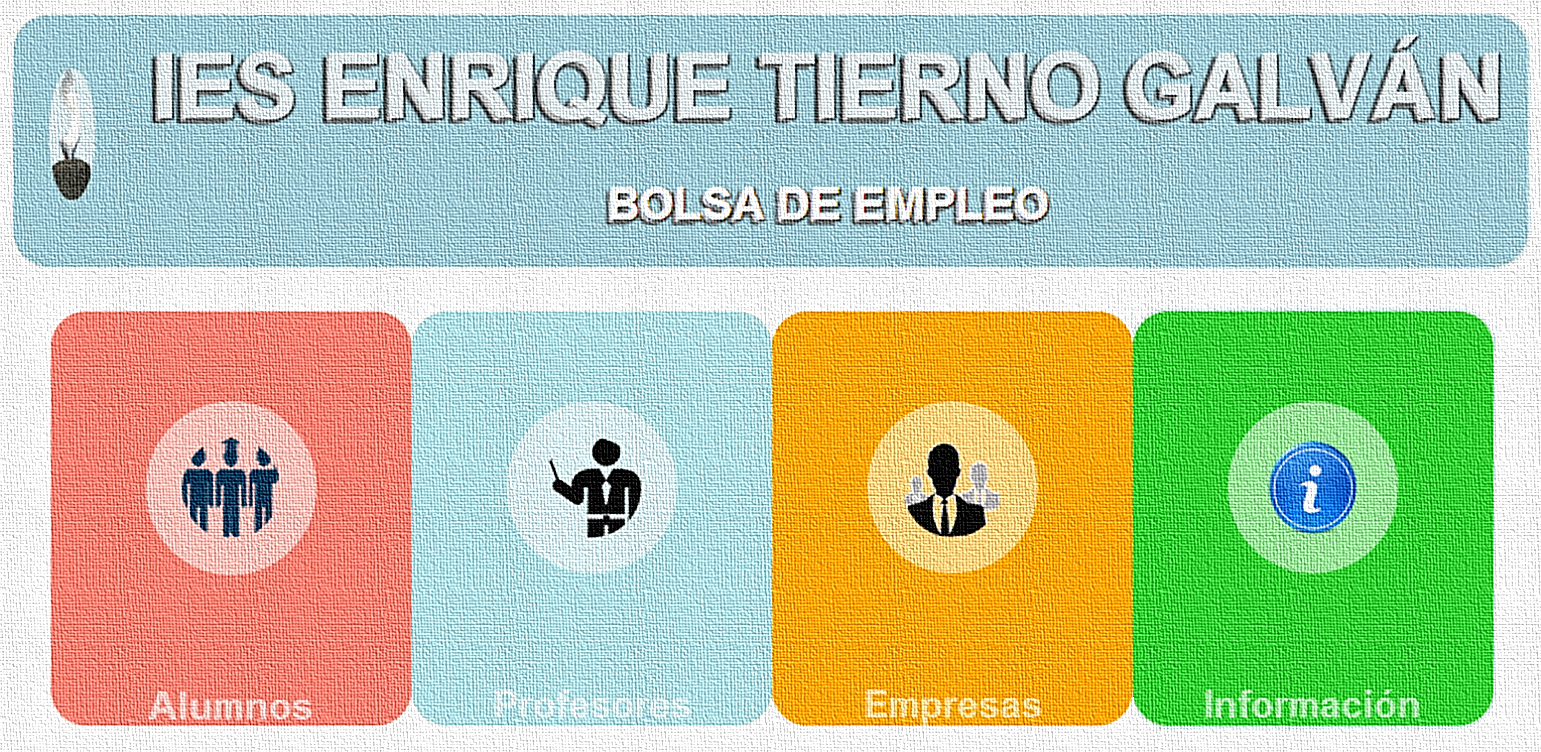 IES ENRIQUE TIERNO GALVÁN
BOLSA DE EMPLEO
Alumnos
Profesores
Empresas
Información